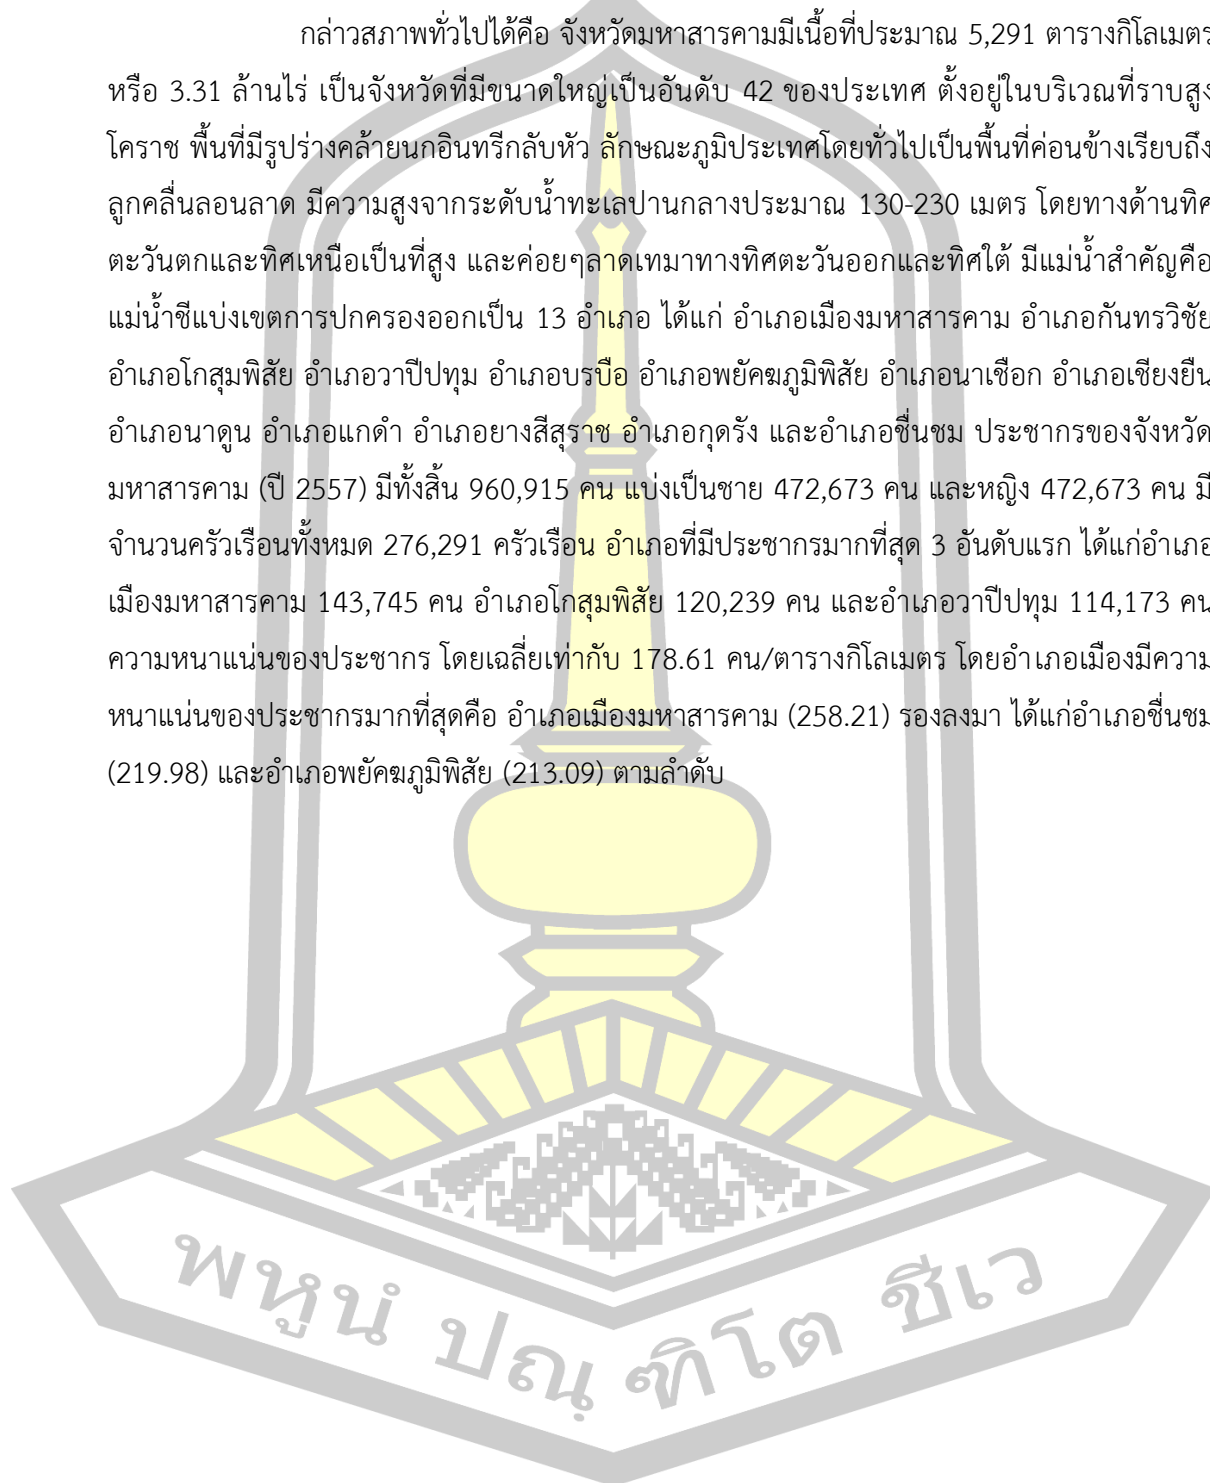 กล่าวสภาพทั่วไปได้คือ จังหวัดมหาสารคามมีเนื้อที่ประมาณ 5,291 ตารางกิโลเมตร
หรือ 3.31 ล้านไร่ เป็นจังหวัดที่มีขนาดใหญ่เป็นอันดับ 42 ของประเทศ ตั้งอยู่ในบริเวณที่ราบสูง
โคราช พื้นที่มีรูปร่างคล้ายนกอินทรีกลับหัว ลักษณะภูมิประเทศโดยทั่วไปเป็นพื้นที่ค่อนข้างเรียบถึง
ลูกคลื่นลอนลาด มีความสูงจากระดับน้ำทะเลปานกลางประมาณ 130-230 เมตร โดยทางด้านทิศ
ตะวันตกและทิศเหนือเป็นที่สูง และค่อยๆลาดเทมาทางทิศตะวันออกและทิศใต้ มีแม่น้ำสำคัญคือ
แม่น้ำชีแบ่งเขตการปกครองออกเป็น 13 อำเภอ ได้แก่ อำเภอเมืองมหาสารคาม อำเภอกันทรวิชัย
อำเภอโกสุมพิสัย อำเภอวาปีปทุม อำเภอบรบือ อำเภอพยัคฆภูมิพิสัย อำเภอนาเชือก อำเภอเชียงยืน
อำเภอนาดูน อำเภอแกดำ อำเภอยางสีสุราช อำเภอกุดรัง และอำเภอชื่นชม ประชากรของจังหวัด
มหาสารคาม (ปี 2557) มีทั้งสิ้น 960,915 คน แบ่งเป็นชาย 472,673 คน และหญิง 472,673 คน มี
จำนวนครัวเรือนทั้งหมด 276,291 ครัวเรือน อำเภอที่มีประชากรมากที่สุด 3 อันดับแรก ได้แก่อำเภอ
เมืองมหาสารคาม 143,745 คน อำเภอโกสุมพิสัย 120,239 คน และอำเภอวาปีปทุม 114,173 คน
ความหนาแน่นของประชากร โดยเฉลี่ยเท่ากับ 178.61 คน/ตารางกิโลเมตร โดยอำเภอเมืองมีความ
หนาแน่นของประชากรมากที่สุดคือ อำเภอเมืองมหาสารคาม (258.21) รองลงมา ได้แก่อำเภอชื่นชม
(219.98) และอำเภอพยัคฆภูมิพิสัย (213.09) ตามลำดับ
พหูนํ ปณฺ ฑิโต ชีเว